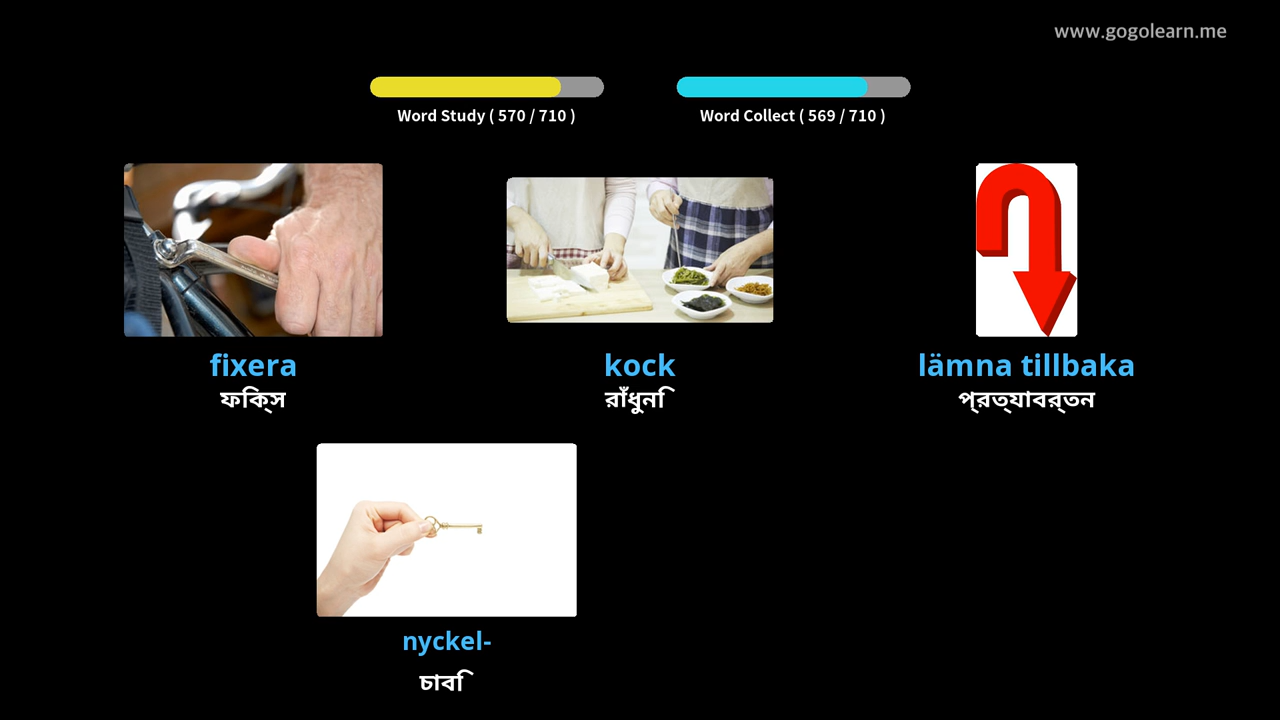 www.gogolearn.me
Word Study ( 570 / 710 )
Word Collect ( 569 / 710 )
fixera
ফিক্স
kock
রাঁধুনি
lämna tillbaka
প্রত্যাবর্তন
nyckel-
চাবি